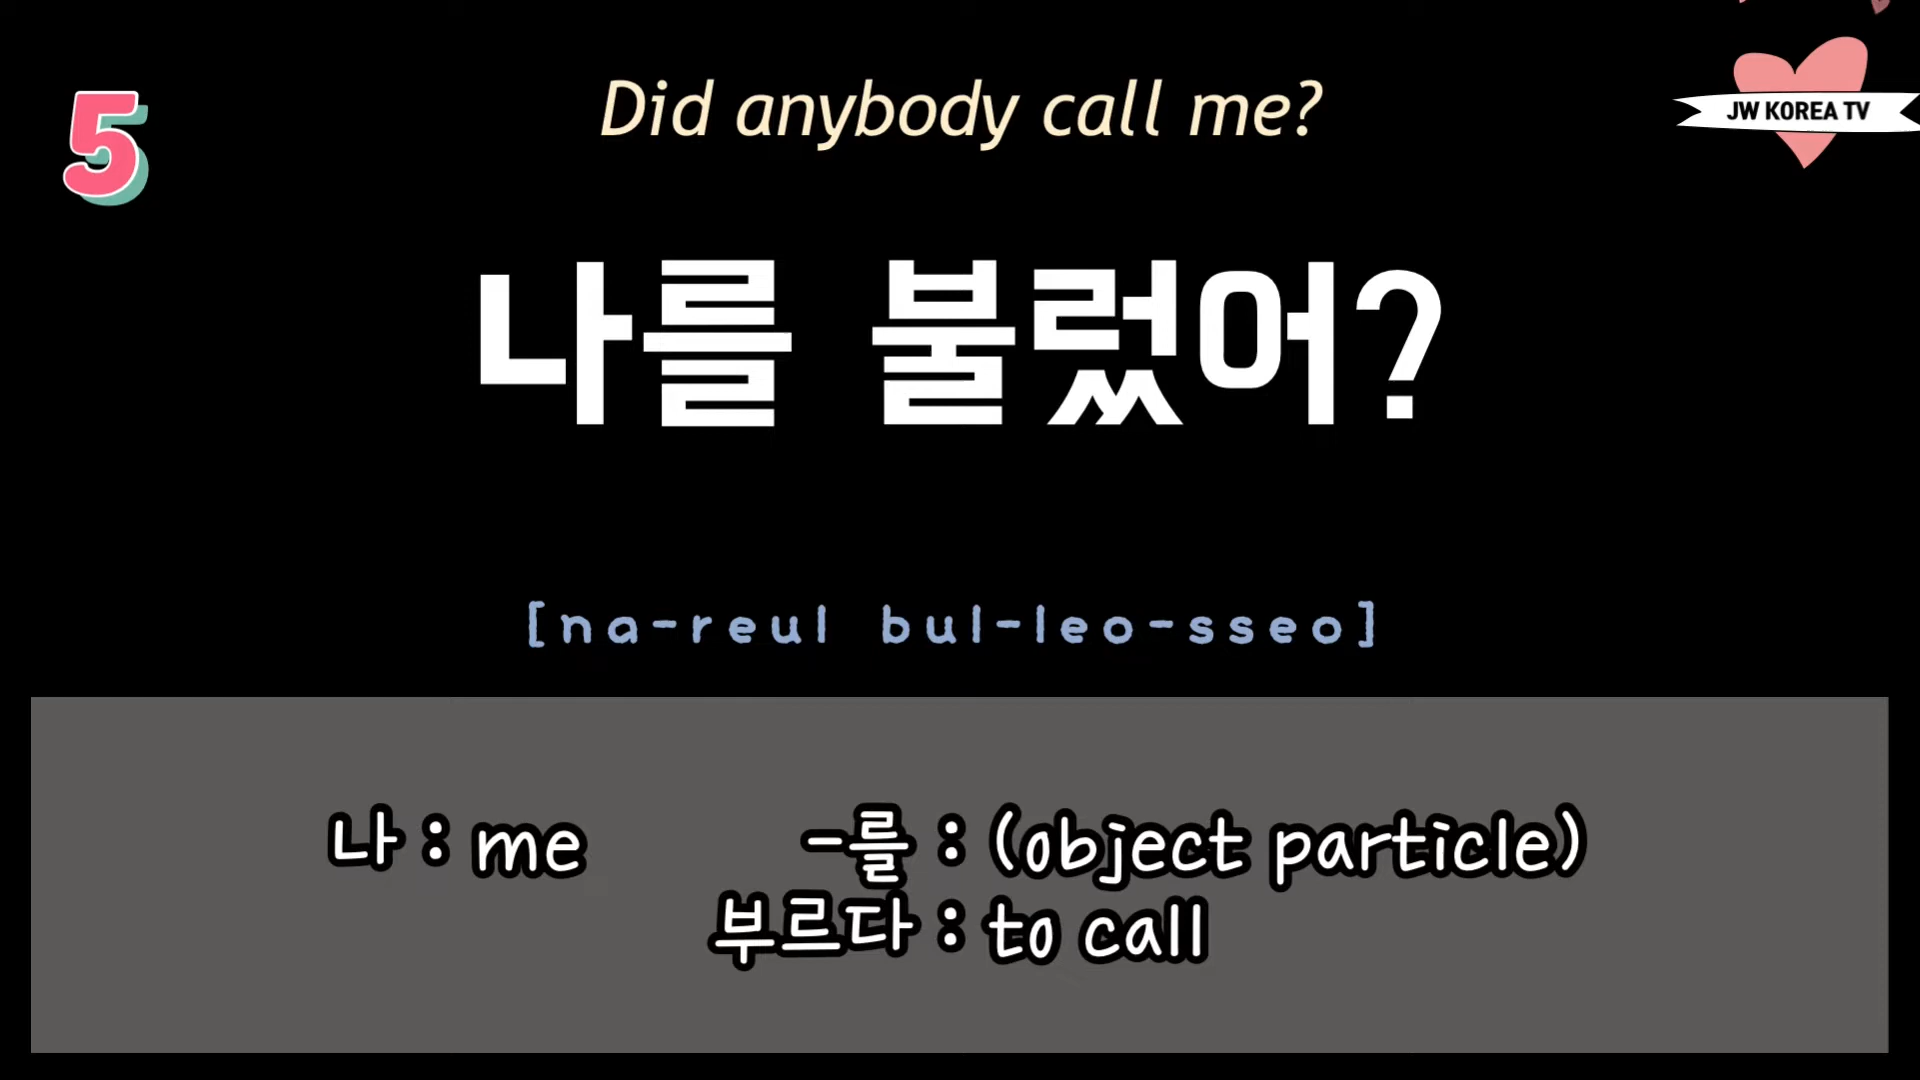 5
Did anybody call me?
JW KOREA TV
나를 불렀어?
[na-reul bul-leo-sseo]
나 : me -를 : (object particle)
부르다 : to call